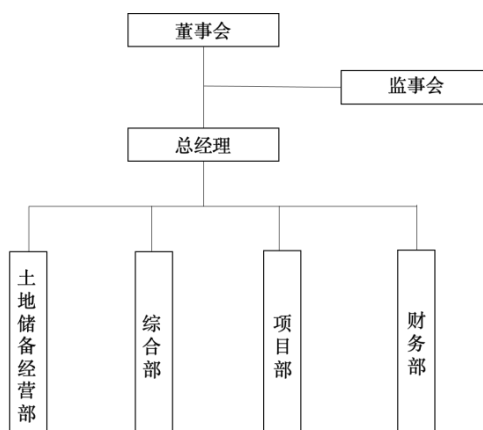 董事会
监事会
总经理
土地储备经营部
综合部
项目部
财务部